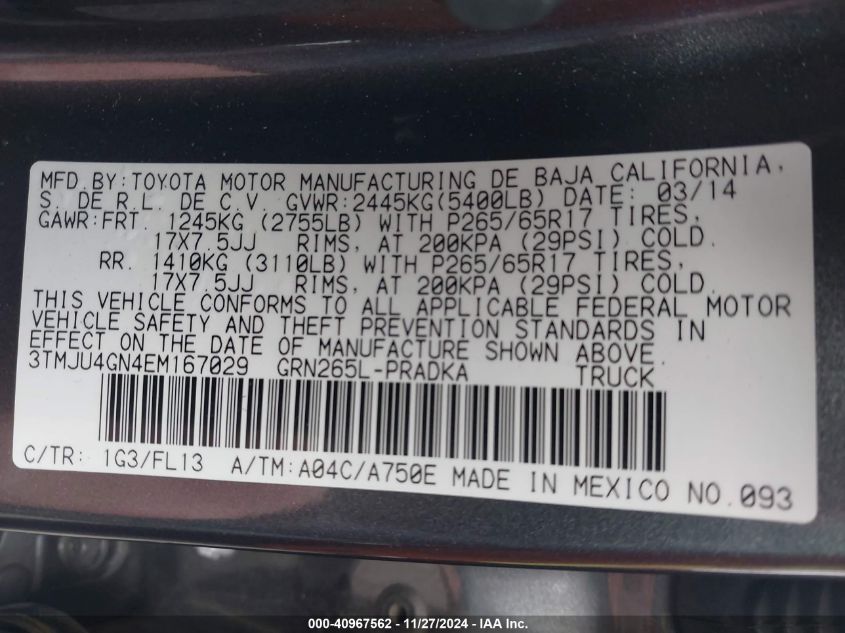 MFD.BY:TOYOTA MOTOR MANUFACTURING DE BAJA CALIFORNIA,
S. DE R.L. DE C.V. GVWR:2445KG(5400LB) DATE: 03/14
GAWR:FRT. 1245KG (2755LB) WITH P265/65R17 TIRES,
17X7.5JJ RIMS, AT 200KPA (29PSI) COLD.
RR. 1410KG (3110LB) WITH P265/65R17 TIRES,
17X7.5JJ RIMS, AT 200KPA (29PSI) COLD.
THIS VEHICLE CONFORMS TO ALL APPLICABLE FEDERAL MOTOR
VEHICLE SAFETY AND THEFT PREVENTION STANDARDS IN
EFFECT ON THE DATE OF MANUFACTURE SHOWN ABOVE.
3TMJU4GN4EM167029 GRN265L-PRADKA TRUCK
C/TR: 1G3/FL13 A/TM:A04C/A750E MADE IN MEXICO NO.093
000-40967562 - 11/27/2024 - IAA Inc.